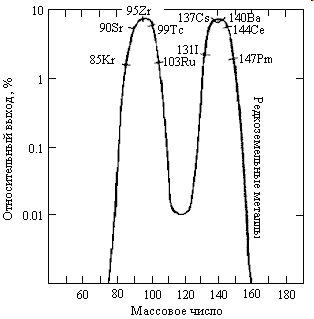 95Zr
137Cs
140Ba
90Sr
99Tc
144Ce
131I
85Kr
103Ru
147Pm
Относительный выход, %
10
1
0.1
0.01
Редкоземельные металлы
60 80 100 120 140 160 180
Массовое число